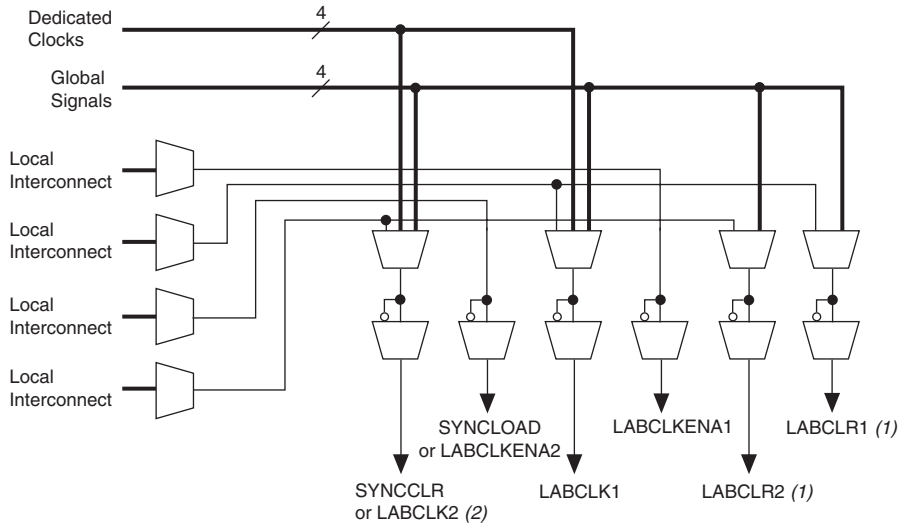 Dedicated
Clocks
4
Global
Signals
4
Local
Interconnect
Local
Interconnect
Local
Interconnect
Local
Interconnect
SYNCLOAD
or LABCLKENA2
LABCLKENA1
LABCLR1 (1)
SYNCCLR
or LABCLK2 (2)
LABCLK1
LABCLR2 (1)